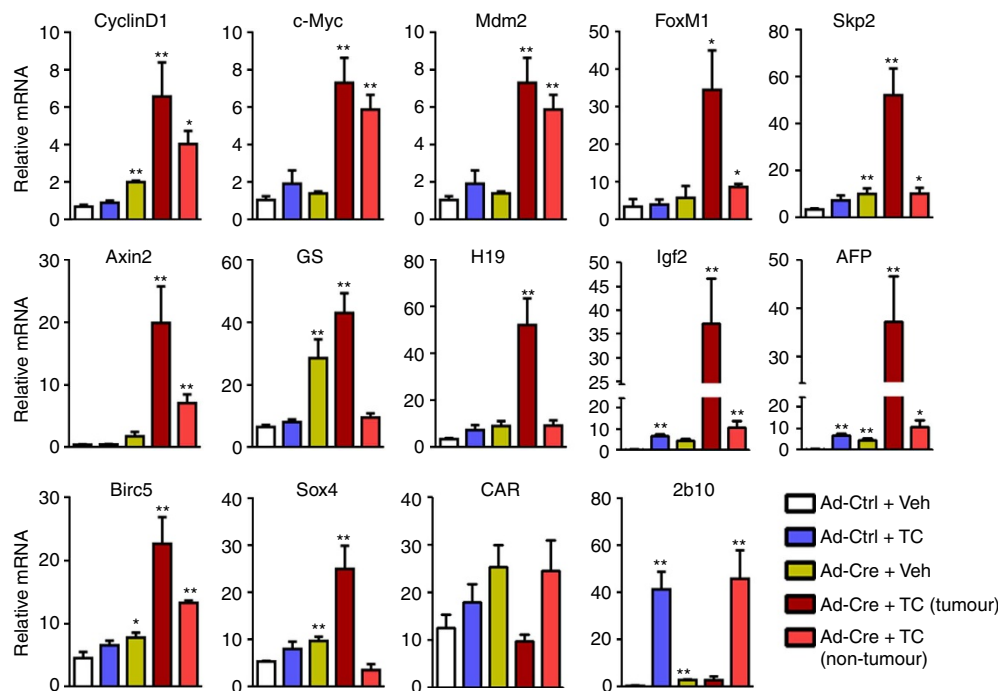 CyclinD1 c-Myc Mdm2 FoxM1 Skp2
Relative mRNA
10 8 6 4 2 0
** ** *
10 8 6 4 2 0
** **
10 8 6 4 2 0
** **
50 40 30 20 10 0
* *
80 60 40 20 0
** ** *
Axin2 GS H19 Igf2 AFP
Relative mRNA
30 20 10 0
** **
60 40 20 0
** **
80 60 40 20 0
**
50 45 40 35 30 25 20 10 0
** ** **
50 40 30 20 10 0
** ** ** *
Birc5 Sox4 CAR 2b10
Relative mRNA
30 20 10 0
* ** **
40 30 20 10 0
** **
40 30 20 10 0
80 60 40 20 0
** ** **
Ad-Ctrl + Veh
Ad-Ctrl + TC
Ad-Cre + Veh
Ad-Cre + TC (tumour)
Ad-Cre + TC
(non-tumour)